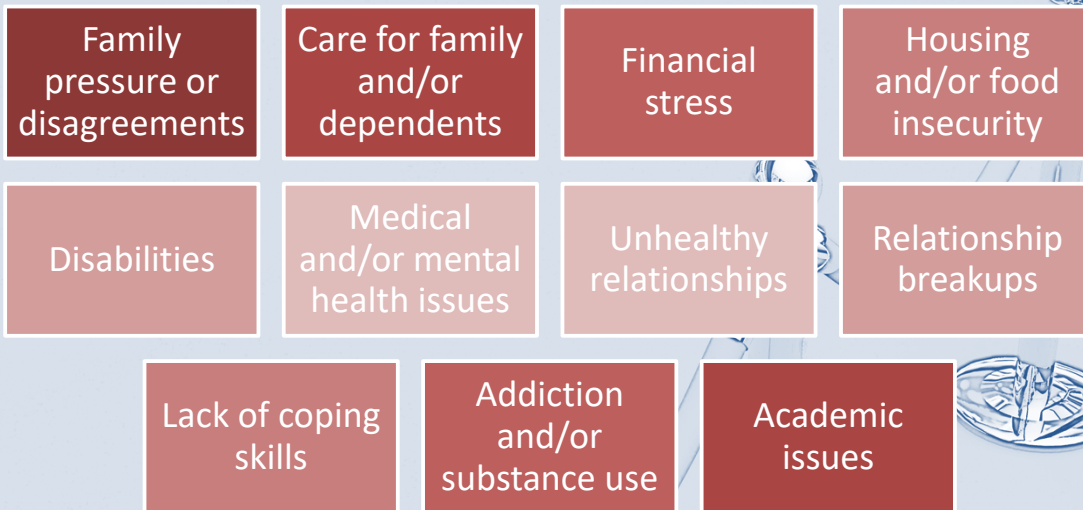 Family
pressure or
disagreements
Care for family
and/or
dependents
Financial
stress
Housing
and/or food
insecurity
Disabilities
Medical
and/or mental
health issues
Unhealthy
relationships
Relationship
breakups
Lack of coping
skills
Addiction
and/or
substance use
Academic
issues